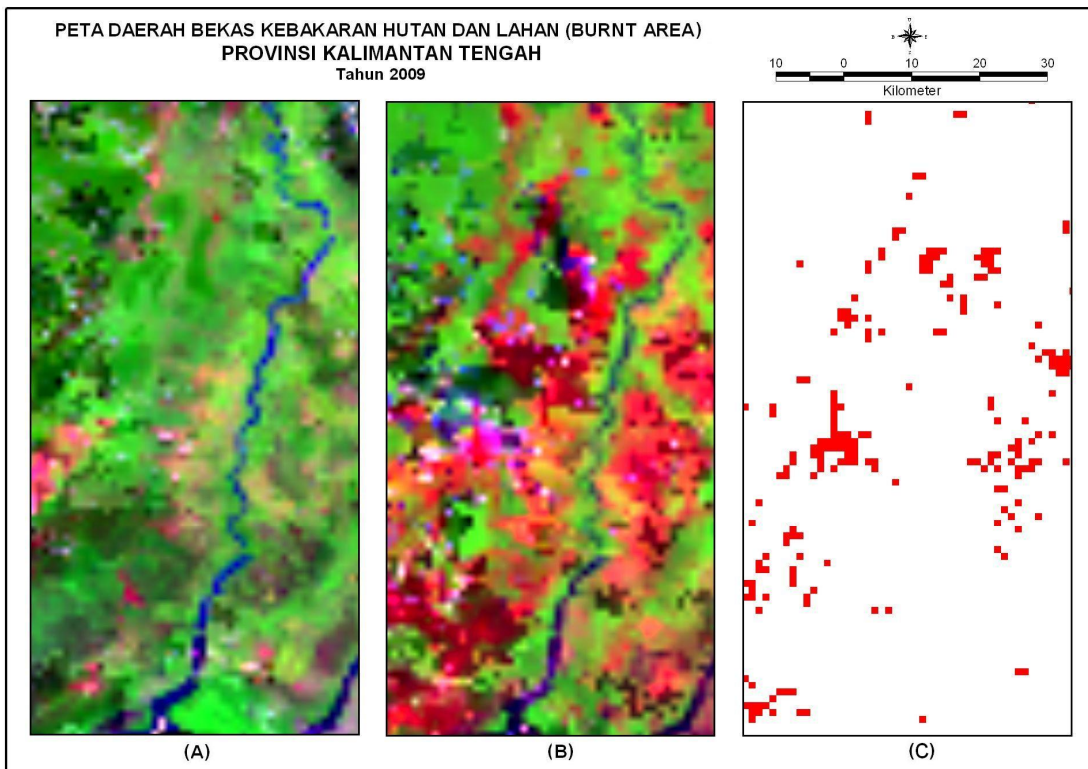 PETA DAERAH BEKAS KEBAKARAN HUTAN DAN LAHAN (BURNT AREA)
PROVINSI KALIMANTAN TENGAH
Tahun 2009
10 0 10 20 30
Kilometer
(A) (B) (C)